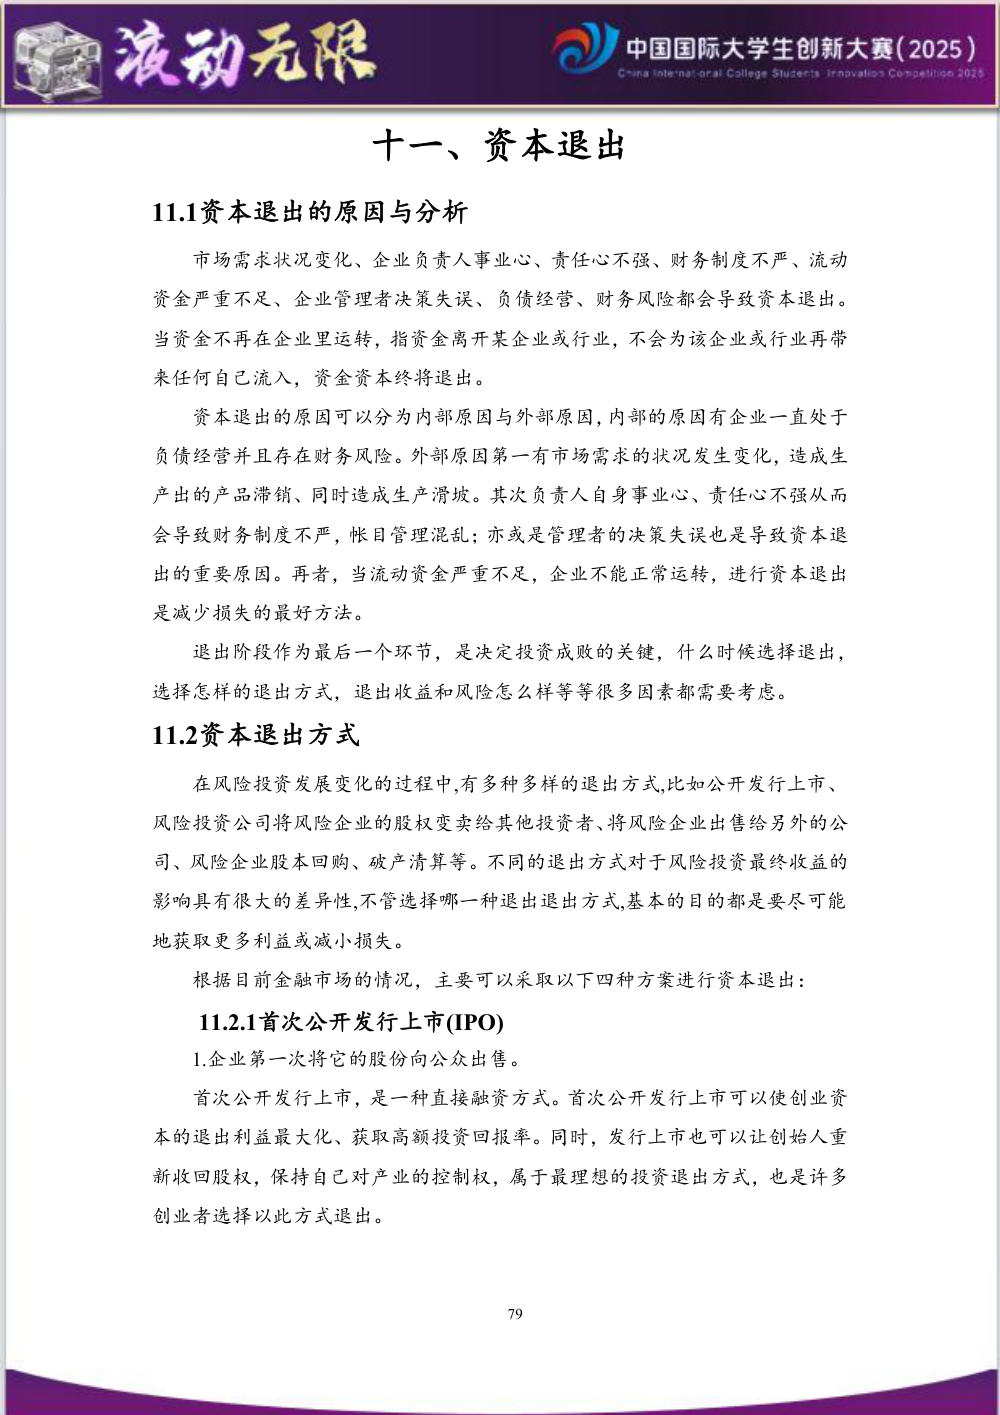 液动无限
中国国际大学生创新大赛(2025)
China International College Students' Innovation Competition 2025
十一、资本退出
11.1资本退出的原因与分析
市场需求状况变化、企业负责人事业心、责任心不强、财务制度不严、流动
资金严重不足、企业管理者决策失误、负债经营、财务风险都会导致资本退出。
当资金不再在企业里运转，指资金离开某企业或行业，不会为该企业或行业再带
来任何自己流入，资金资本终将退出。
资本退出的原因可以分为内部原因与外部原因，内部的原因有企业一直处于
负债经营并且存在财务风险。外部原因第一有市场需求的状况发生变化，造成生
产出的产品滞销、同时造成生产滑坡。其次负责人自身事业心、责任心不强从而
会导致财务制度不严，帐目管理混乱；亦或是管理者的决策失误也是导致资本退
出的重要原因。再者，当流动资金严重不足，企业不能正常运转，进行资本退出
是减少损失的最好方法。
退出阶段作为最后一个环节，是决定投资成败的关键，什么时候选择退出，
选择怎样的退出方式，退出收益和风险怎么样等等很多因素都需要考虑。
11.2资本退出方式
在风险投资发展变化的过程中,有多种多样的退出方式,比如公开发行上市、
风险投资公司将风险企业的股权变卖给其他投资者、将风险企业出售给另外的公
司、风险企业股本回购、破产清算等。不同的退出方式对于风险投资最终收益的
影响具有很大的差异性,不管选择哪一种退出退出方式,基本的目的都是要尽可能
地获取更多利益或减小损失。
根据目前金融市场的情况，主要可以采取以下四种方案进行资本退出：
11.2.1首次公开发行上市(IPO)
1.企业第一次将它的股份向公众出售。
首次公开发行上市，是一种直接融资方式。首次公开发行上市可以使创业资
本的退出利益最大化、获取高额投资回报率。同时，发行上市也可以让创始人重
新收回股权，保持自己对产业的控制权，属于最理想的投资退出方式，也是许多
创业者选择以此方式退出。
79